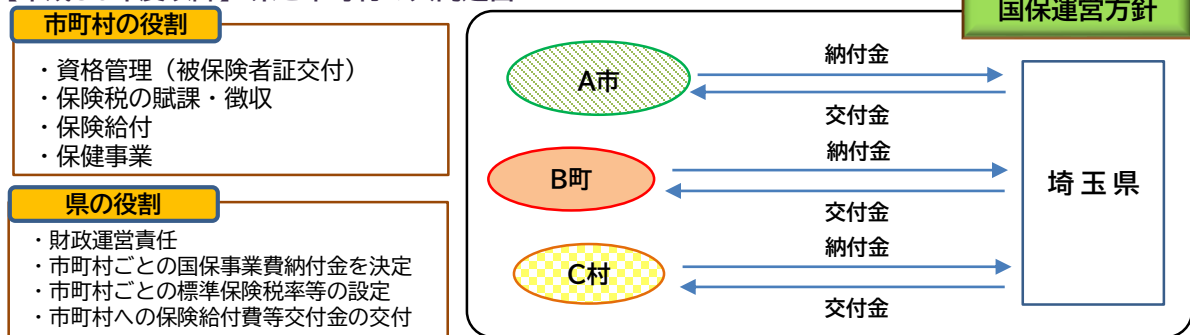 国保運営方針
市町村の役割
・資格管理（被保険者証交付）
・保険税の賦課・徴収
・保険給付
・保健事業
県の役割
・財政運営責任
・市町村ごとの国保事業費納付金を決定
・市町村ごとの標準保険税率等の設定
・市町村への保険給付費等交付金の交付
A市
納付金
交付金
B町
納付金
交付金
C村
納付金
交付金
埼玉県